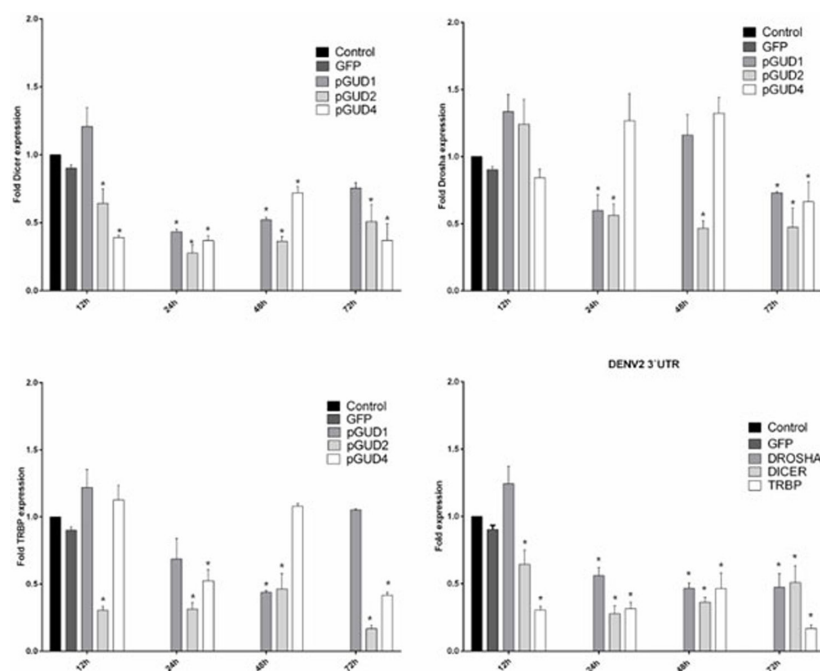 Fold Dicer expression
2.0
1.5
1.0
0.5
0.0
Control
GFP
pGUD1
pGUD2
pGUD4
* * * * * * * * * * *
12h 24h 48h 72h
Fold Drosha expression
2.0
1.5
1.0
0.5
0.0
Control
GFP
pGUD1
pGUD2
pGUD4
* * * * * *
12h 24h 48h 72h
Fold TRBP expression
2.0
1.5
1.0
0.5
0.0
Control
GFP
pGUD1
pGUD2
pGUD4
* * * * * * *
12h 24h 48h 72h
DENV2 3´UTR
Fold expression
2.0
1.5
1.0
0.5
0.0
Control
GFP
DROSHA
DICER
TRBP
* * * * * * * * * * *
12h 24h 48h 72h